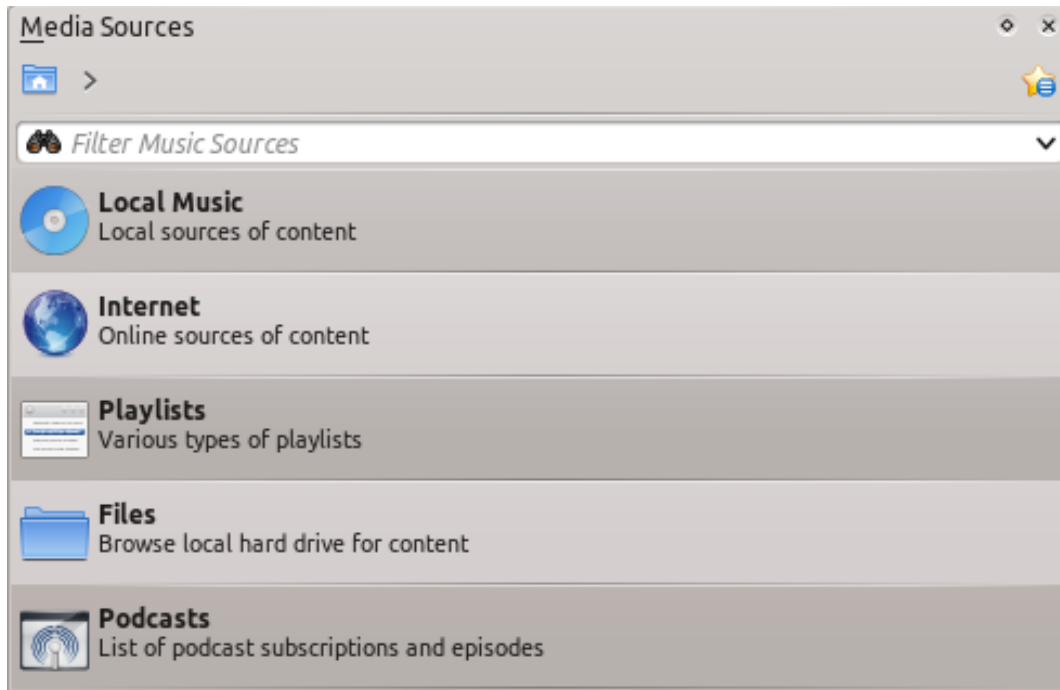 Media Sources
>
Filter Music Sources
Local Music
Local sources of content
Internet
Online sources of content
Playlists
Various types of playlists
Files
Browse local hard drive for content
Podcasts
List of podcast subscriptions and episodes